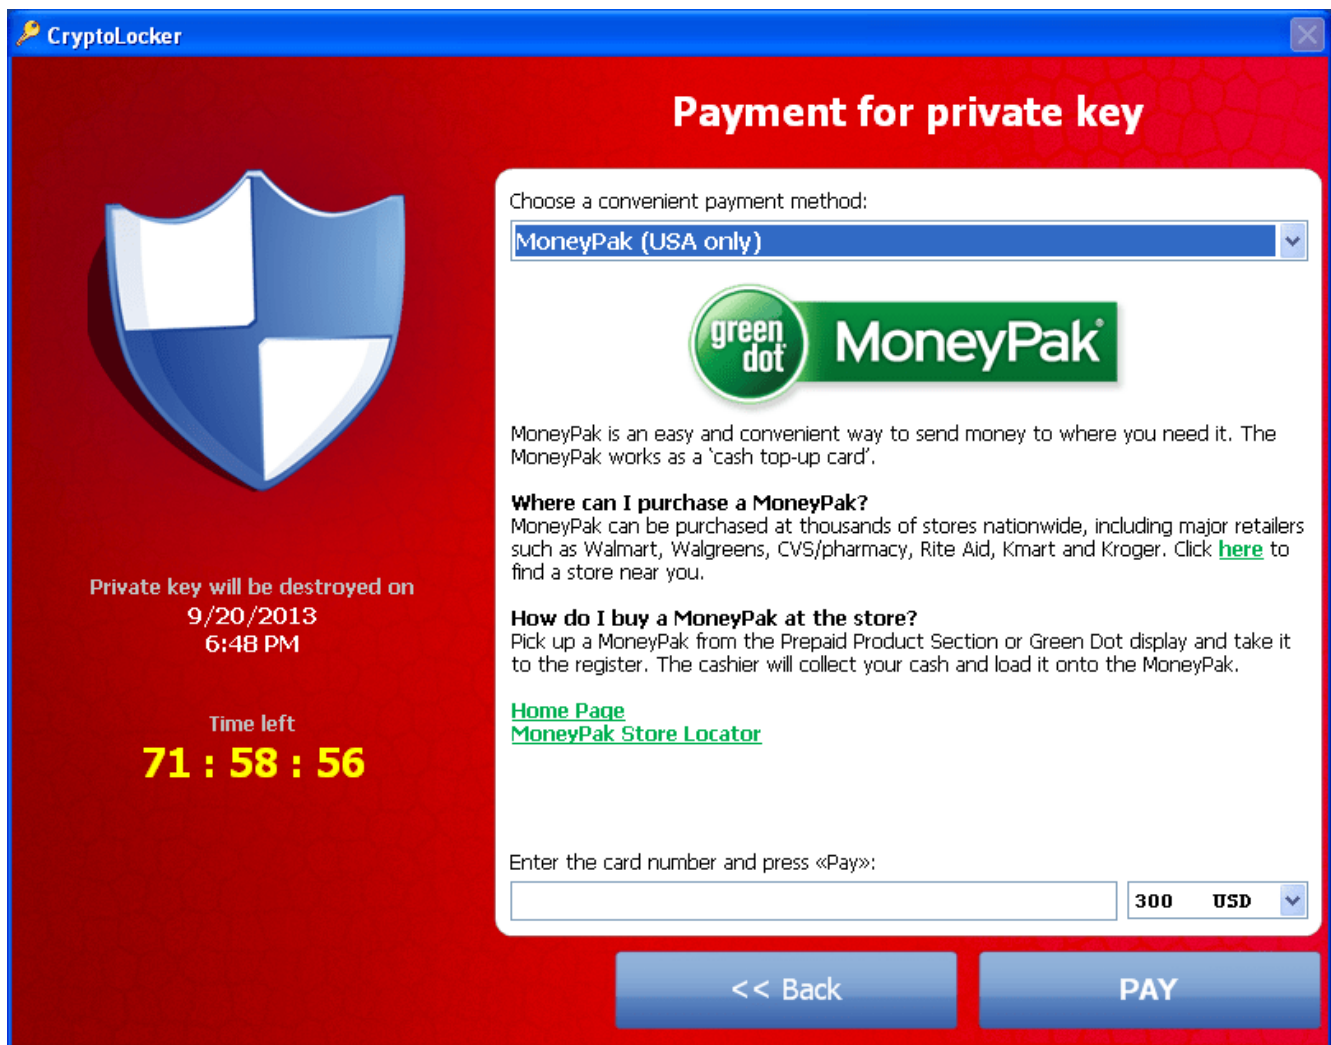 CryptoLocker
Payment for private key
Choose a convenient payment method:
MoneyPak (USA only)
green
dot
MoneyPak®
MoneyPak is an easy and convenient way to send money to where you need it. The
MoneyPak works as a 'cash top-up card'.
Where can I purchase a MoneyPak?
MoneyPak can be purchased at thousands of stores nationwide, including major retailers
such as Walmart, Walgreens, CVS/pharmacy, Rite Aid, Kmart and Kroger. Click here to
find a store near you.
How do I buy a MoneyPak at the store?
Pick up a MoneyPak from the Prepaid Product Section or Green Dot display and take it
to the register. The cashier will collect your cash and load it onto the MoneyPak.
Home Page
MoneyPak Store Locator
Enter the card number and press «Pay»:
300 USD
<< Back
PAY
Private key will be destroyed on
9/20/2013
6:48 PM
Time left
71 : 58 : 56